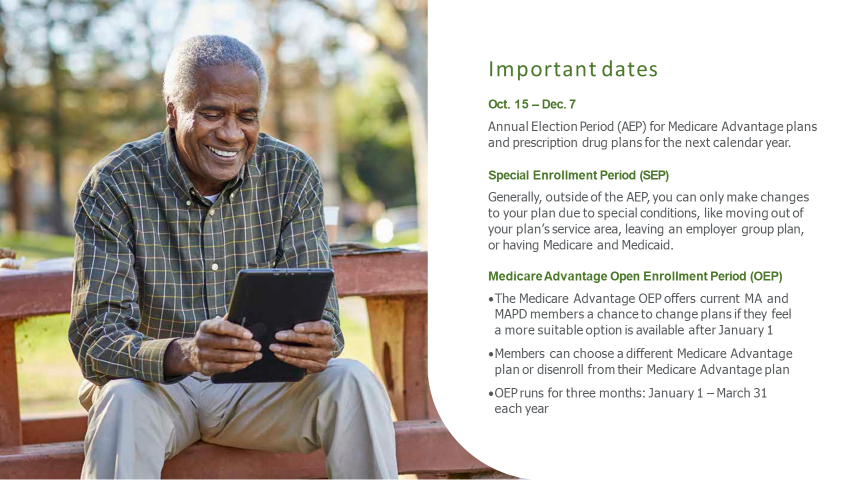 Important dates
Oct. 15 – Dec. 7
Annual Election Period (AEP) for Medicare Advantage plans
and prescription drug plans for the next calendar year.
Special Enrollment Period (SEP)
Generally, outside of the AEP, you can only make changes
to your plan due to special conditions, like moving out of
your plan's service area, leaving an employer group plan,
or having Medicare and Medicaid.
Medicare Advantage Open Enrollment Period (OEP)
•The Medicare Advantage OEP offers current MA and
MAPD members a chance to change plans if they feel
a more suitable option is available after January 1
•Members can choose a different Medicare Advantage
plan or disenroll from their Medicare Advantage plan
•OEP runs for three months: January 1 – March 31
each year